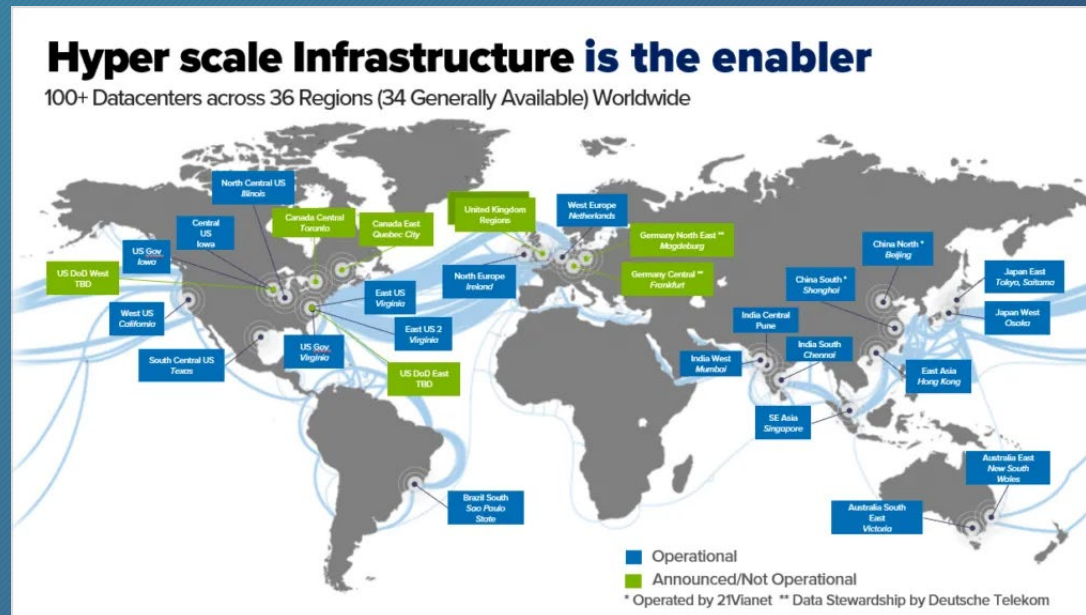 Hyper scale Infrastructure is the enabler
100+ Datacenters across 36 Regions (34 Generally Available) Worldwide
North Central US
Illinois
Central
US
Iowa
US Gov
Iowa
US DoD West
TBD
West US
California
South Central US
Texas
Canada Central
Toronto
Canada East
Quebec City
East US
Virginia
East US 2
Virginia
US Gov
Virginia
US DoD East
TBD
Brazil South
Sao Paulo
State
United Kingdom
Regions
West Europe
Netherlands
North Europe
Ireland
Germany North East **
Magdeburg
Germany Central **
Frankfurt
China North *
Beijing
China South *
Shanghai
Japan East
Tokyo, Saitama
Japan West
Osaka
India Central
Pune
India West
Mumbai
India South
Chennai
East Asia
Hong Kong
SE Asia
Singapore
Australia East
New South
Wales
Australia South
East
Victoria
Operational
Announced/Not Operational
* Operated by 21Vianet ** Data Stewardship by Deutsche Telekom